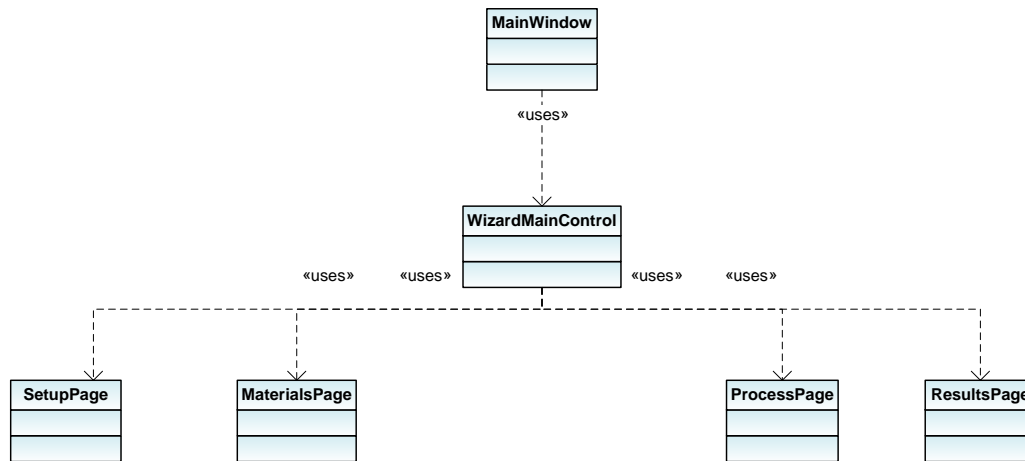 MainWindow
«uses»
WizardMainControl
«uses» «uses» «uses» «uses»
SetupPage MaterialsPage ProcessPage ResultsPage